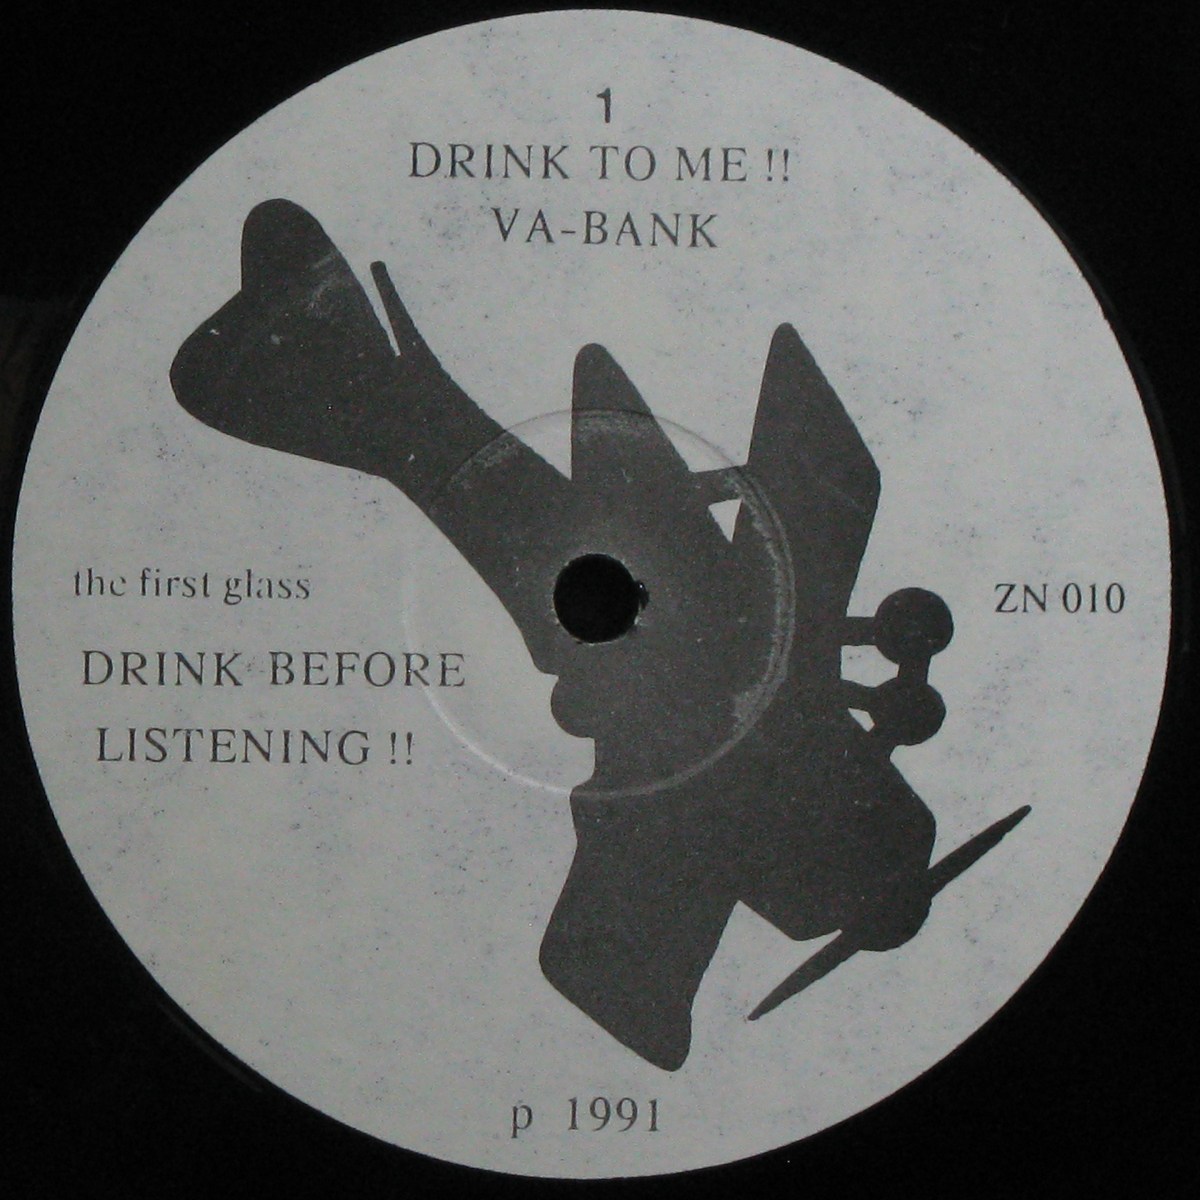 1
DRINK TO ME !!
VA-BANK
the first glass
ZN 010
DRINK BEFORE
LISTENING !!
p 1991